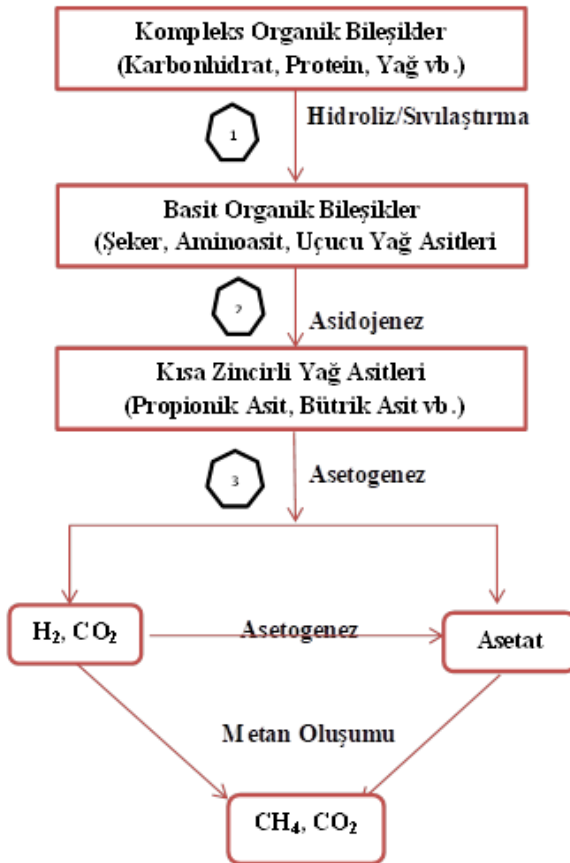 Kompleks Organik Bileşikler
(Karbonhidrat, Protein, Yağ vb.)
1
Hidroliz/Sıvılaştırma
Basit Organik Bileşikler
(Şeker, Aminoasit, Uçucu Yağ Asitleri
2
Asidojenez
Kısa Zincirli Yağ Asitleri
(Propionik Asit, Bütrik Asit vb.)
3
Asetogenez
H₂, CO₂
Asetogenez
Asetat
Metan Oluşumu
CH₄, CO₂